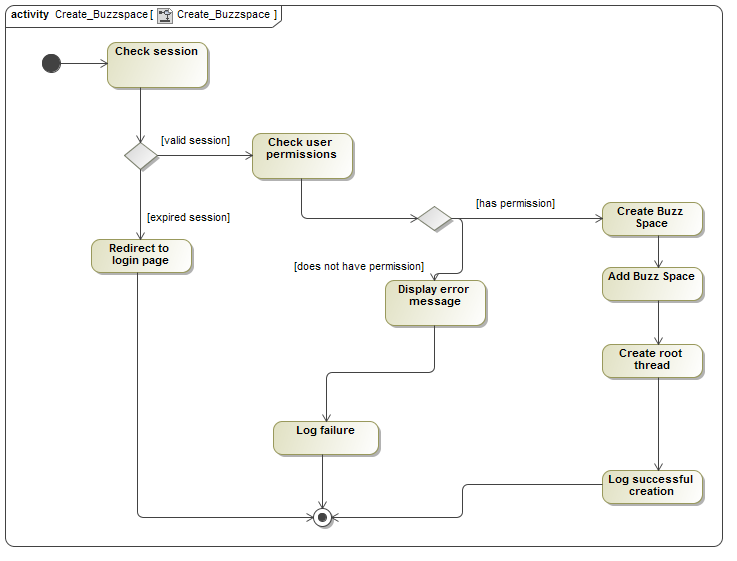 activity Create_Buzzspace [ Create_Buzzspace ]
Check session
[valid session]
Check user
permissions
[has permission]
Create Buzz
Space
[expired session]
Redirect to
login page
[does not have permission]
Display error
message
Add Buzz Space
Create root
thread
Log failure
Log successful
creation